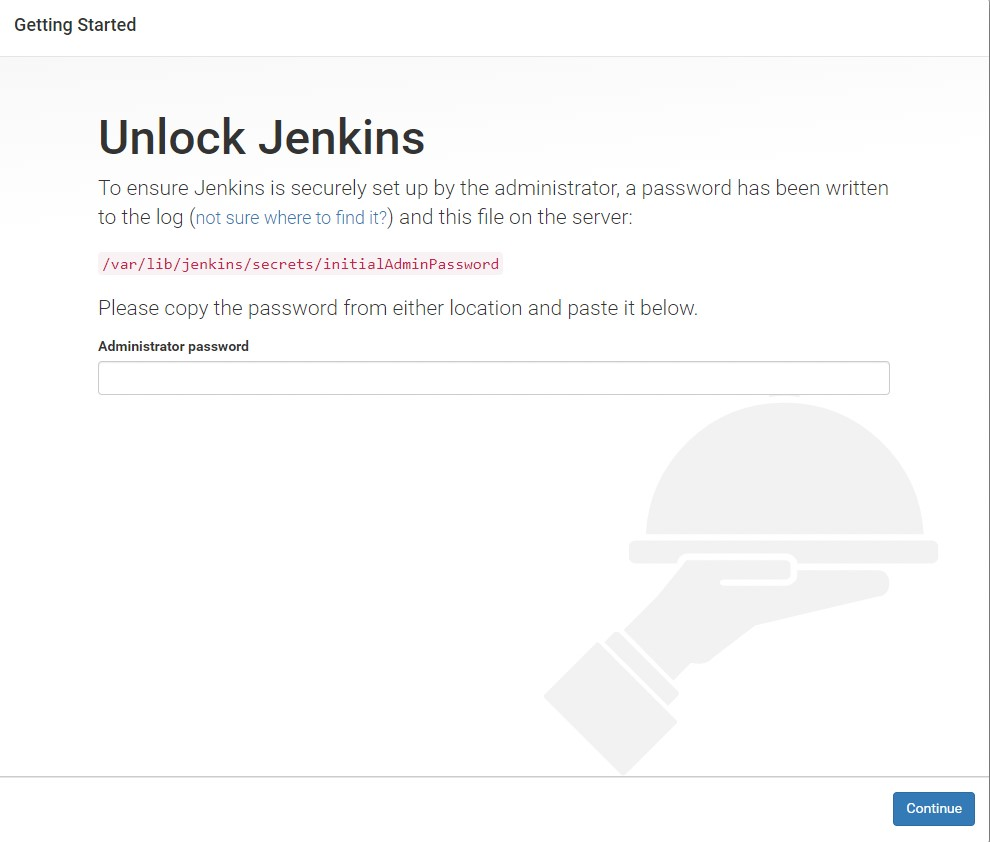 Getting Started
Unlock Jenkins
To ensure Jenkins is securely set up by the administrator, a password has been written
to the log (not sure where to find it?) and this file on the server:
/var/lib/jenkins/secrets/initialAdminPassword
Please copy the password from either location and paste it below.
Administrator password
Continue